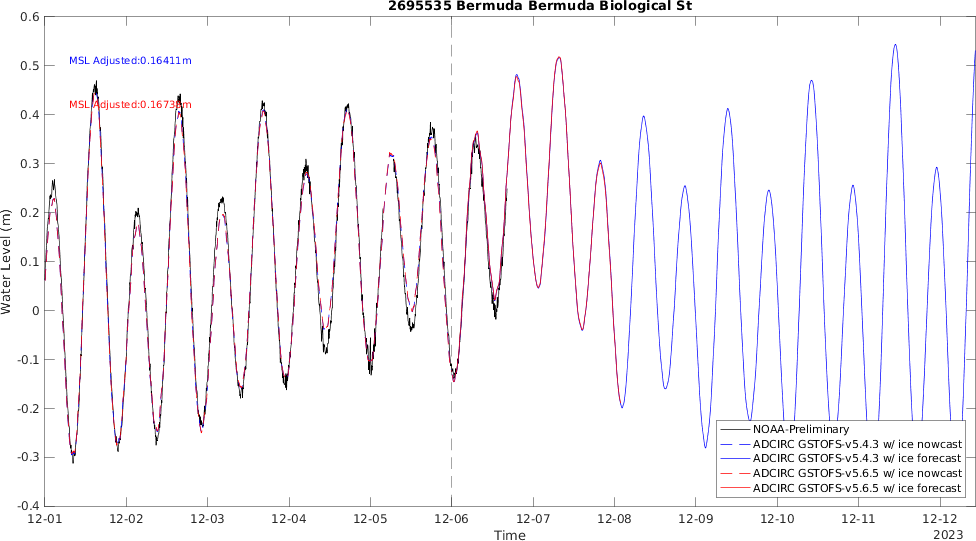 2695535 Bermuda Bermuda Biological St
0.6
0.5
0.4
0.3
0.2
0.1
0
-0.1
-0.2
-0.3
-0.4
Water Level (m)
MSL Adjusted:0.16411m
MSL Adjusted:0.1673 m
NOAA-Preliminary
ADCIRC GSTOFS-v5.4.3 w/ ice nowcast
ADCIRC GSTOFS-v5.4.3 w/ ice forecast
ADCIRC GSTOFS-v5.6.5 w/ ice nowcast
ADCIRC GSTOFS-v5.6.5 w/ ice forecast
12-01 12-02 12-03 12-04 12-05 12-06 12-07 12-08 12-09 12-10 12-11 12-12
Time
2023